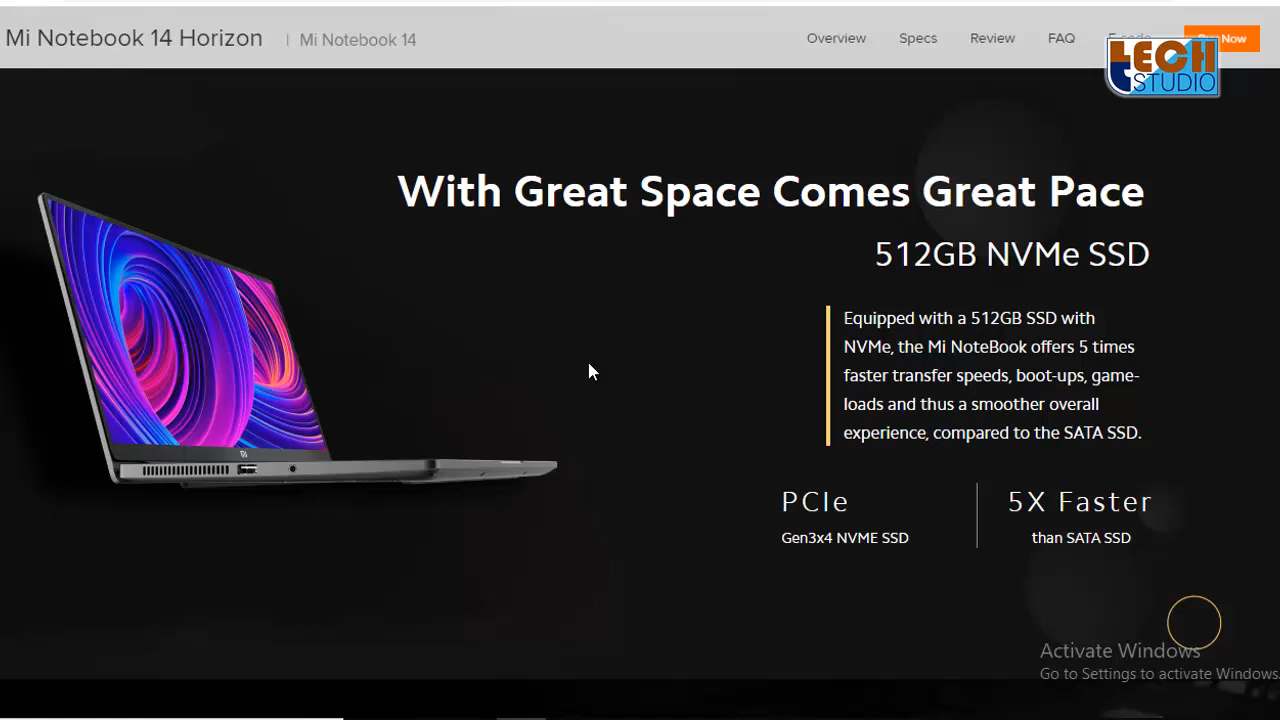 Mi Notebook 14 Horizon | Mi Notebook 14 Overview Specs Review FAQ Now
TECH
STUDIO
With Great Space Comes Great Pace
512GB NVMe SSD
Equipped with a 512GB SSD with
NVMe, the Mi NoteBook offers 5 times
faster transfer speeds, boot-ups, game-
loads and thus a smoother overall
experience, compared to the SATA SSD.
PCIe
Gen3x4 NVME SSD
5X Faster
than SATA SSD
Activate Windows
Go to Settings to activate Windows.